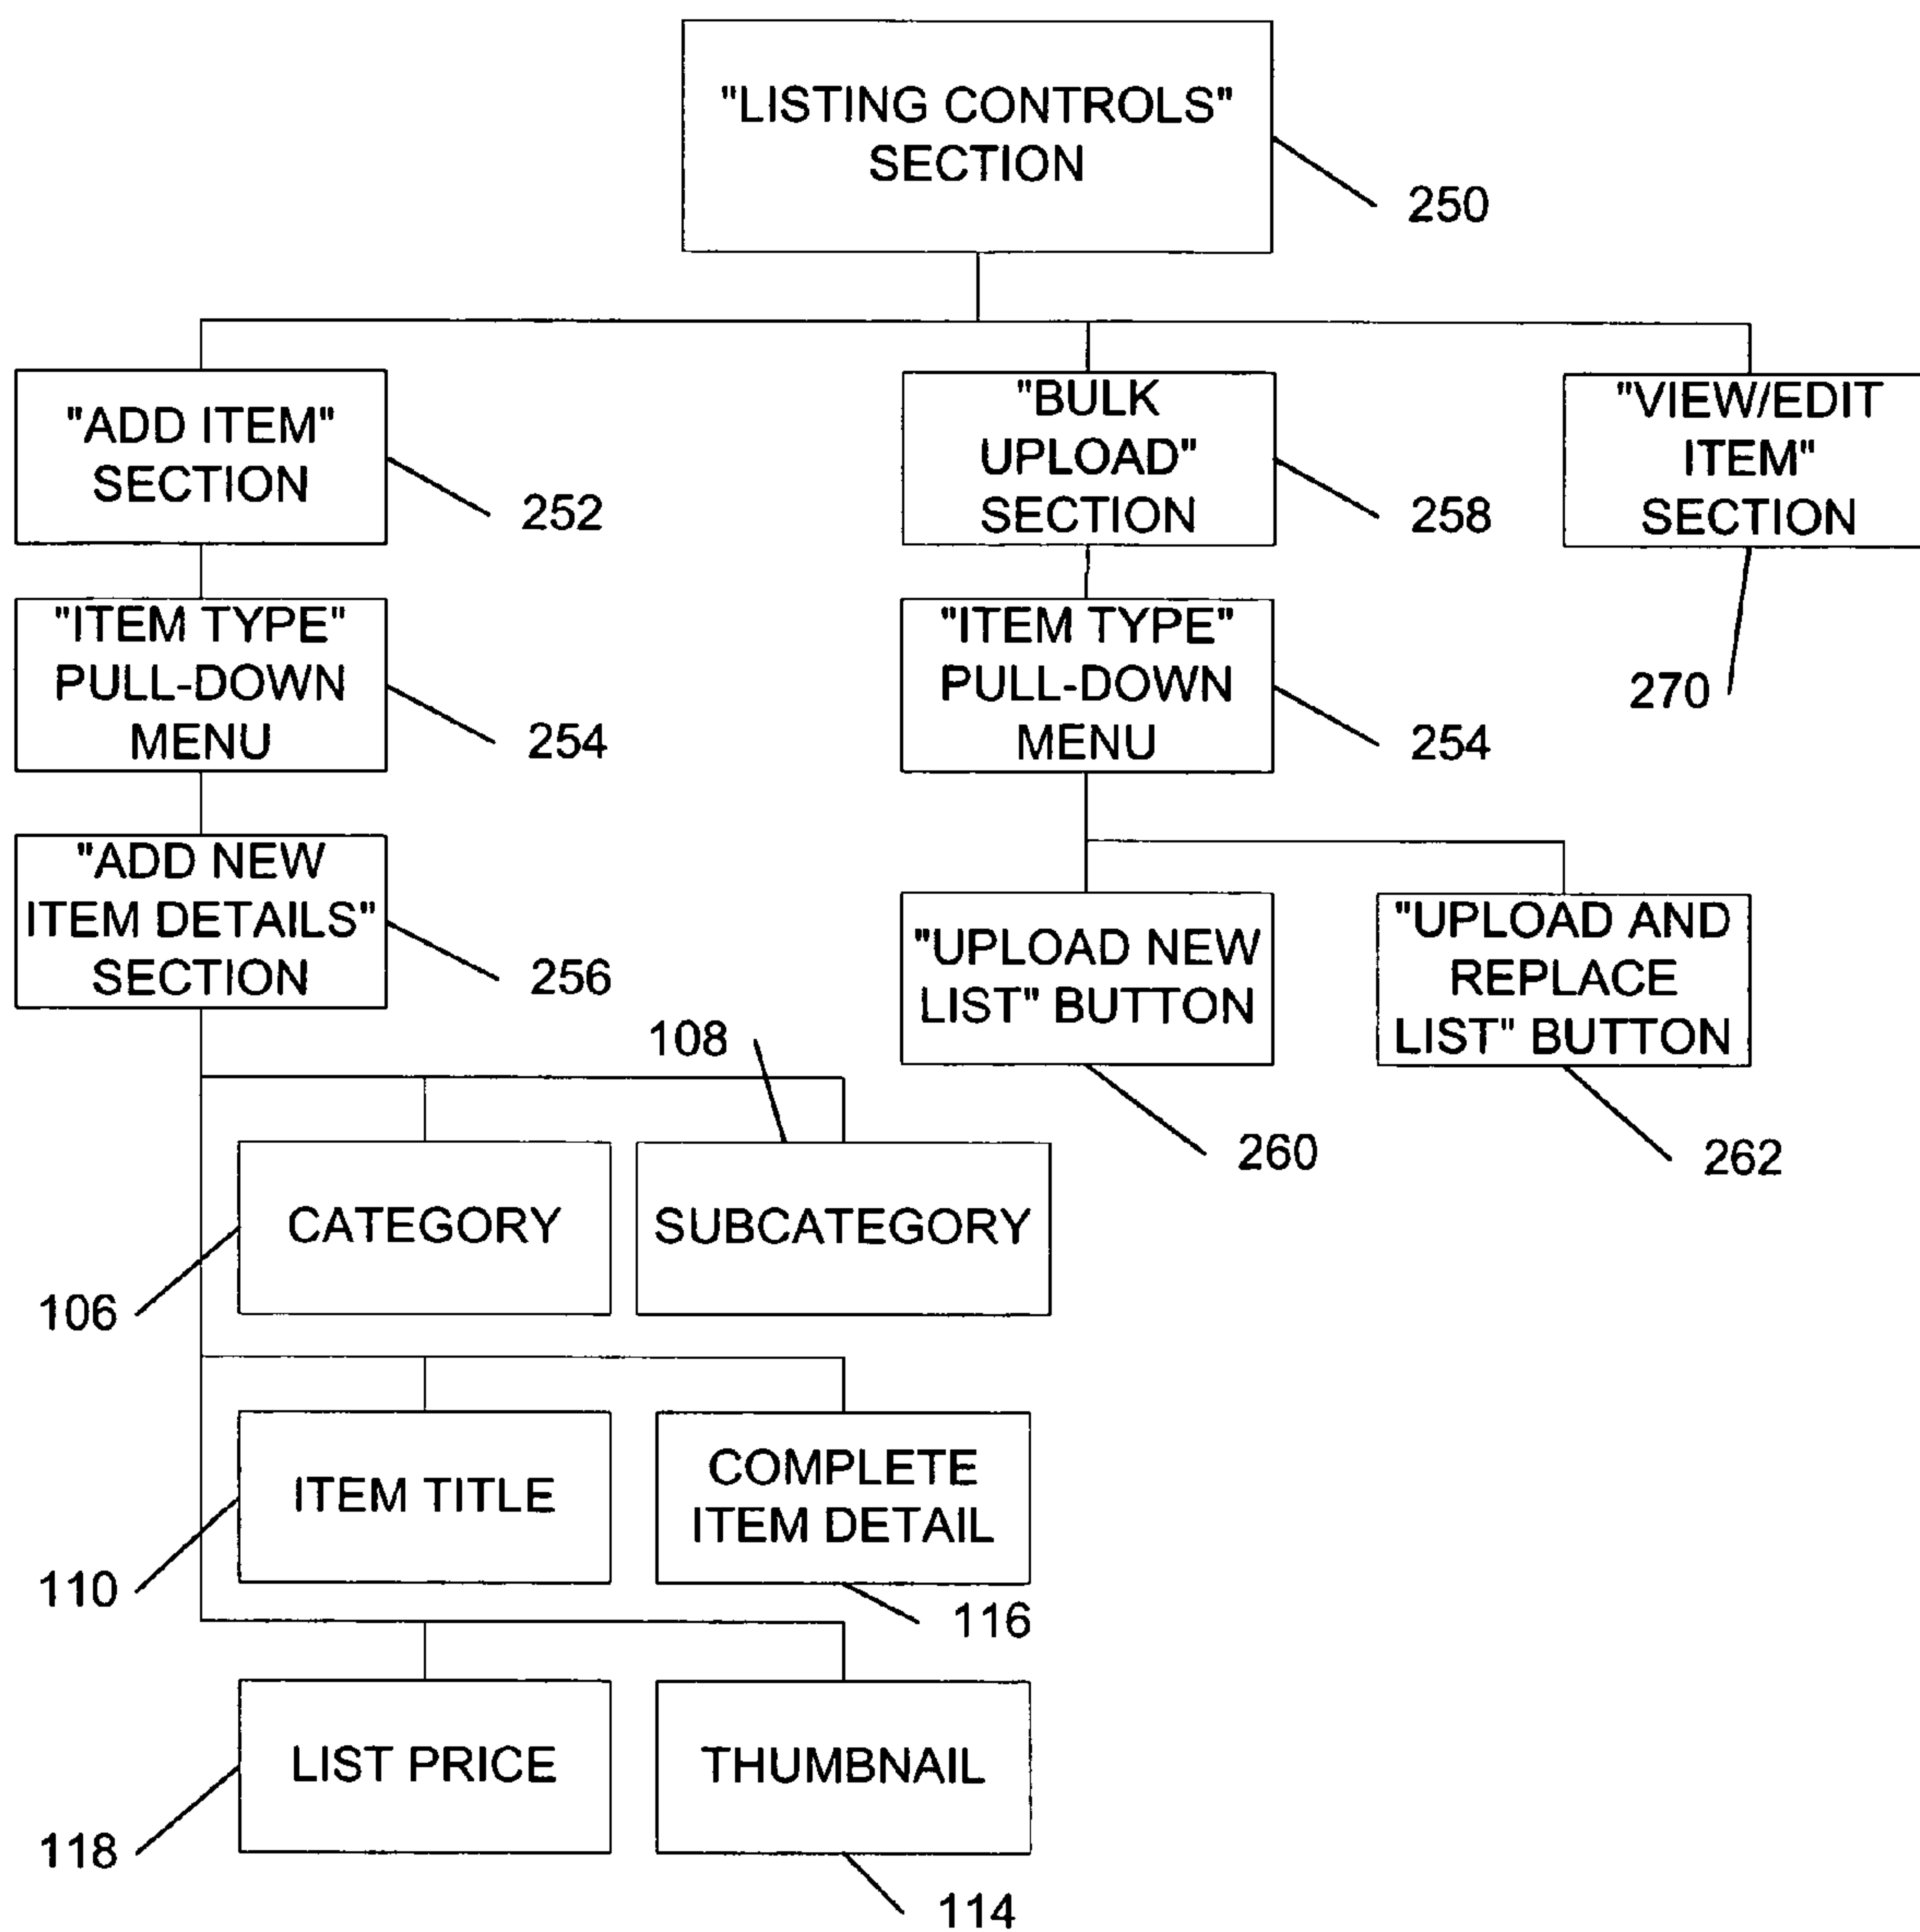 "LISTING CONTROLS"
SECTION
250
"ADD ITEM"
SECTION
252
"BULK
UPLOAD"
SECTION
258
"VIEW/EDIT
ITEM"
SECTION
270
"ITEM TYPE"
PULL-DOWN
MENU
254
"ITEM TYPE"
PULL-DOWN
MENU
254
"ADD NEW
ITEM DETAILS"
SECTION
256
"UPLOAD NEW
LIST" BUTTON
260
"UPLOAD AND
REPLACE
LIST" BUTTON
262
108
CATEGORY
106
SUBCATEGORY
ITEM TITLE
110
COMPLETE
ITEM DETAIL
116
LIST PRICE
118
THUMBNAIL
114